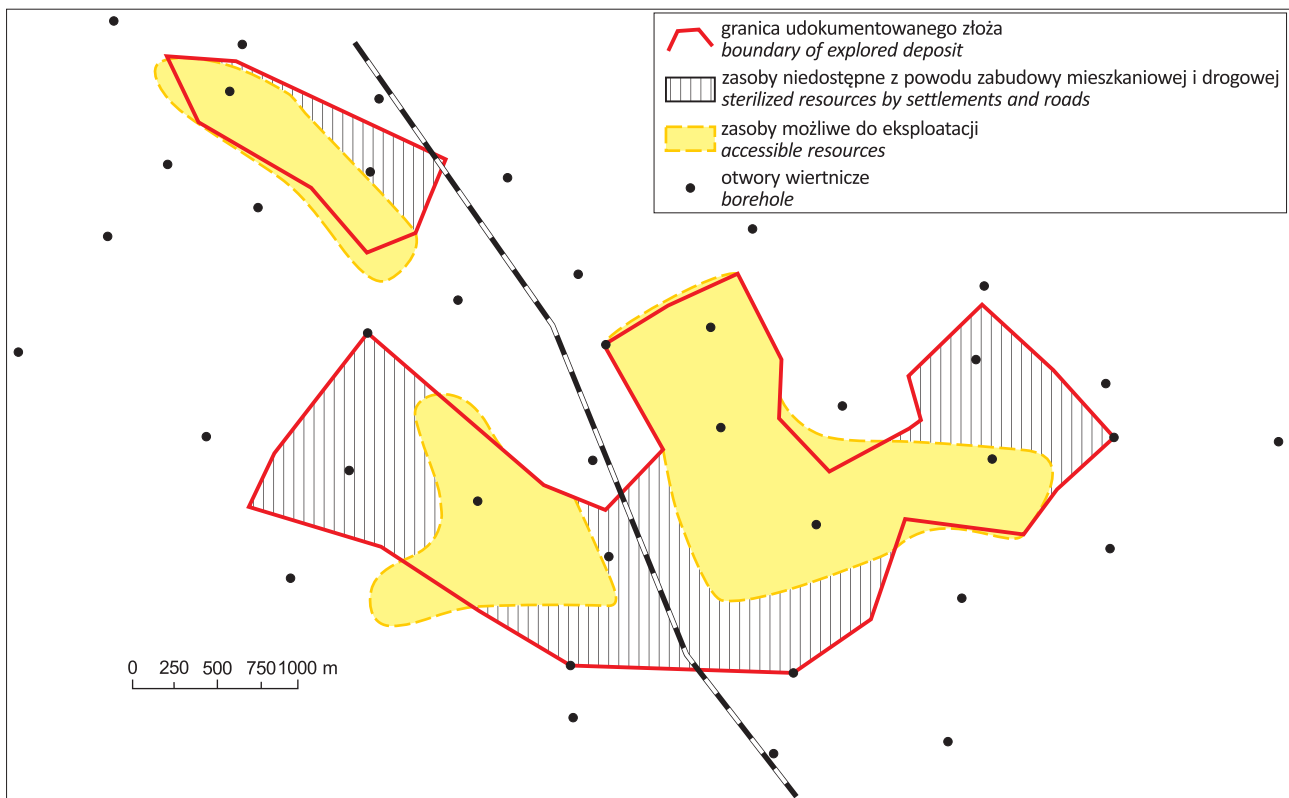 granica udokumentowanego złoża
boundary of explored deposit
zasoby niedostępne z powodu zabudowy mieszkaniowej i drogowej
sterilized resources by settlements and roads
zasoby możliwe do eksploatacji
accessible resources
otwory wiertnicze
borehole
0 250 500 750 1000 m